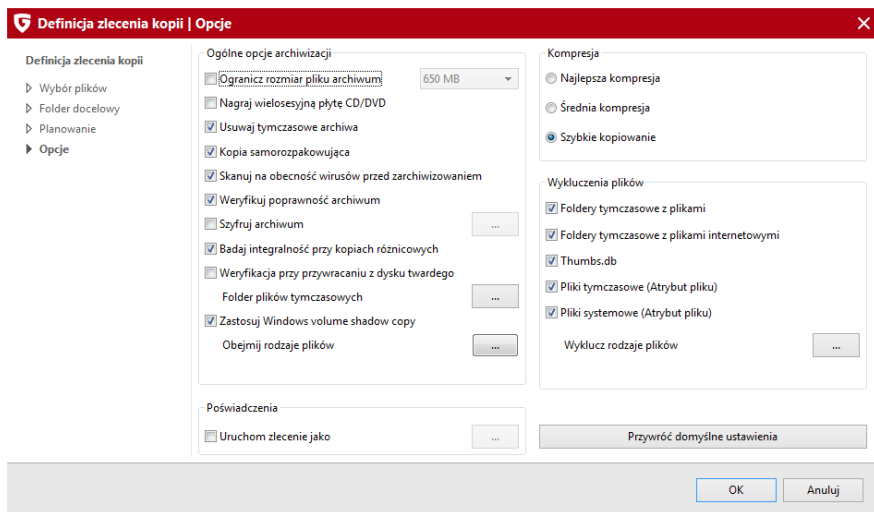 Definicja zlecenia kopii | Opcje
Definicja zlecenia kopii
Wybór plików
Folder docelowy
Planowanie
Opcje
Ogólne opcje archiwizacji
Ogranicz rozmiar pliku archiwum
650 MB
Nagraj wielosesyjną płytę CD/DVD
Usuwaj tymczasowe archiwa
Kopia samorozpakowująca
Skanuj na obecność wirusów przed zarchiwizowaniem
Weryfikuj poprawność archiwum
Szyfruj archiwum
...
Badaj integralność przy kopiach różnicowych
Weryfikacja przy przywracaniu z dysku twardego
Folder plików tymczasowych
...
Zastosuj Windows volume shadow copy
Obejmij rodzaje plików
...
Poświadczenia
Uruchom zlecenie jako
...
Kompresja
Najlepsza kompresja
Średnia kompresja
Szybkie kopiowanie
Wykluczenia plików
Foldery tymczasowe z plikami
Foldery tymczasowe z plikami internetowymi
Thumbs.db
Pliki tymczasowe (Atrybut pliku)
Pliki systemowe (Atrybut pliku)
Wyklucz rodzaje plików
...
Przywróć domyślne ustawienia
OK
Anuluj